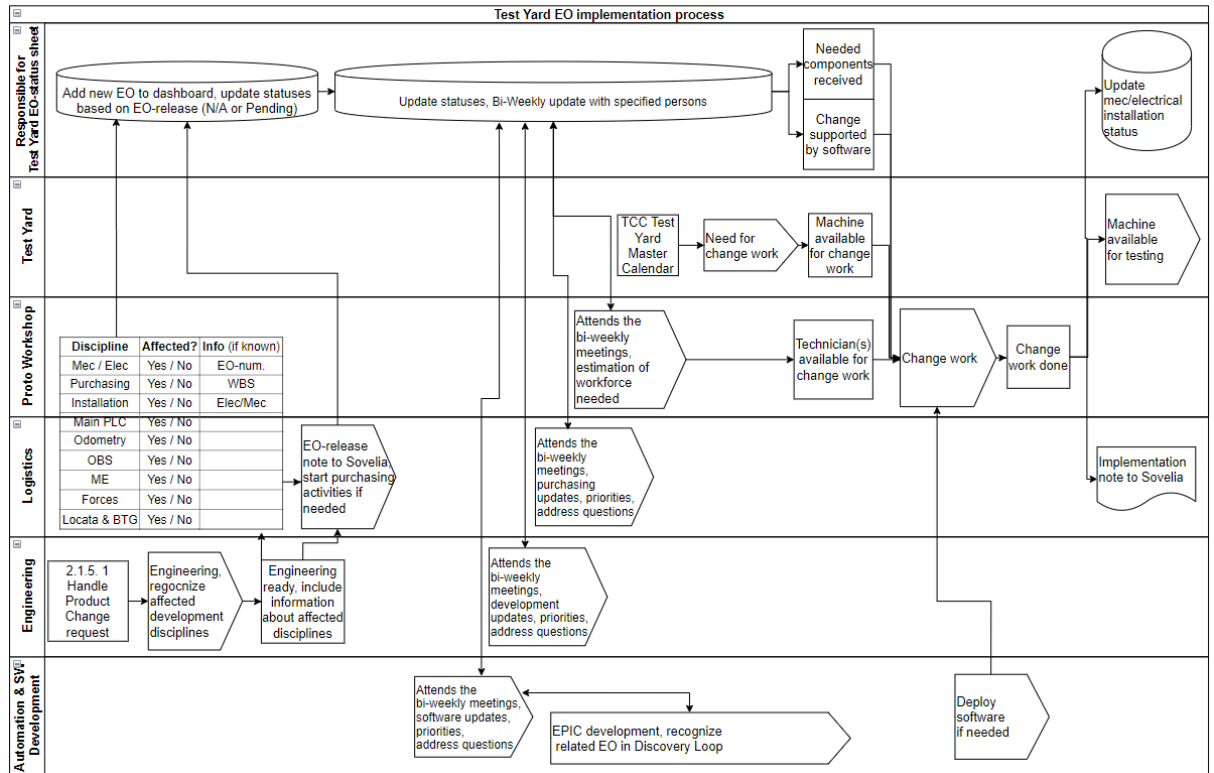 Test Yard EO implementation process
Responsible for
Test Yard EO-status sheet
Add new EO to dashboard, update statuses
based on EO-release (N/A or Pending)
Update statuses, Bi-Weekly update with specified persons
Needed
components
received
Change
supported
by software
Update
mec/electrical
installation
status
Test Yard
TCC Test
Yard
Master
Calendar
Need for
change work
Machine
available
for change
work
Machine
available
for testing
Proto Workshop
Discipline Affected? Info (if known)
Mec / Elec Yes / No EO-num.
Purchasing Yes / No WBS
Installation Yes / No Elec/Mec
Main PLC Yes / No
Odometry Yes / No
OBS Yes / No
ME Yes / No
Forces Yes / No
Locata & BTG Yes / No
Attends the
bi-weekly
meetings,
estimation of
workforce
needed
Technician(s)
available for
change work
Change work
Change
work done
Logistics
EO-release
note to Sovelia,
start purchasing
activities if
needed
Attends the
bi-weekly
meetings,
purchasing
updates, priorities,
address questions
Implementation
note to Sovelia
Engineering
2.1.5. 1
Handle
Product
Change
request
Engineering,
regocnize
affected
development
disciplines
Engineering
ready, include
information
about affected
disciplines
Attends the
bi-weekly
meetings,
development
updates, priorities,
address questions
Automation & SW
Development
Attends the
bi-weekly meetings,
software updates,
priorities,
address questions
EPIC development, recognize
related EO in Discovery Loop
Deploy
software
if needed